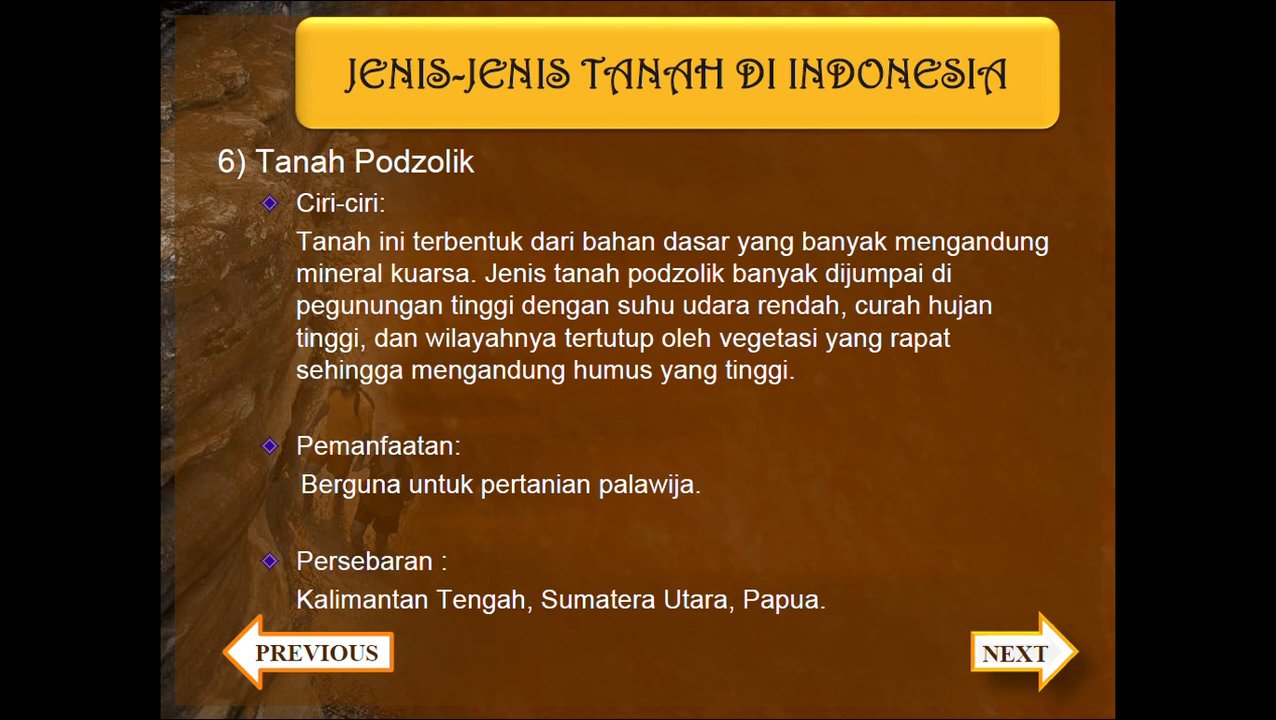 JENIS-JENIS TANAH DI INDONESIA
6) Tanah Podzolik
Ciri-ciri:
Tanah ini terbentuk dari bahan dasar yang banyak mengandung
mineral kuarsa. Jenis tanah podzolik banyak dijumpai di
pegunungan tinggi dengan suhu udara rendah, curah hujan
tinggi, dan wilayahnya tertutup oleh vegetasi yang rapat
sehingga mengandung humus yang tinggi.
Pemanfaatan:
Berguna untuk pertanian palawija.
Persebaran :
Kalimantan Tengah, Sumatera Utara, Papua.
PREVIOUS
NEXT